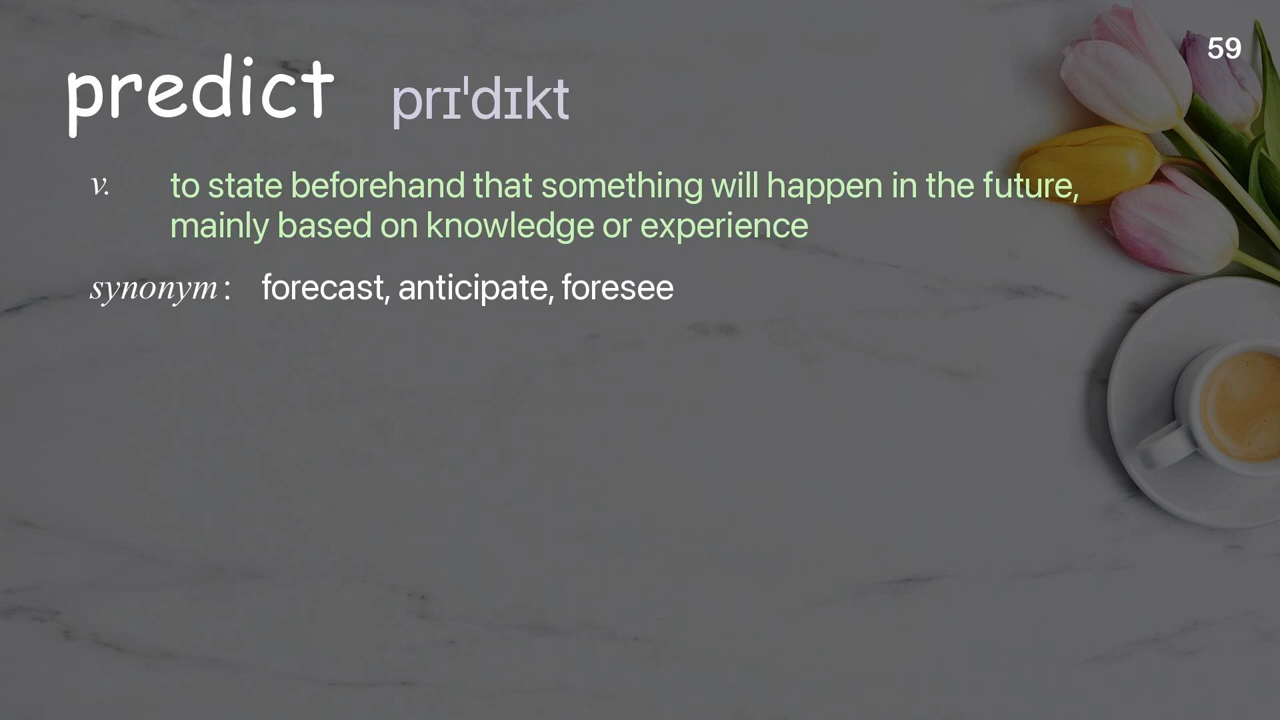 59
predict prɪˈdɪkt
v. to state beforehand that something will happen in the future,
mainly based on knowledge or experience
synonym: forecast, anticipate, foresee